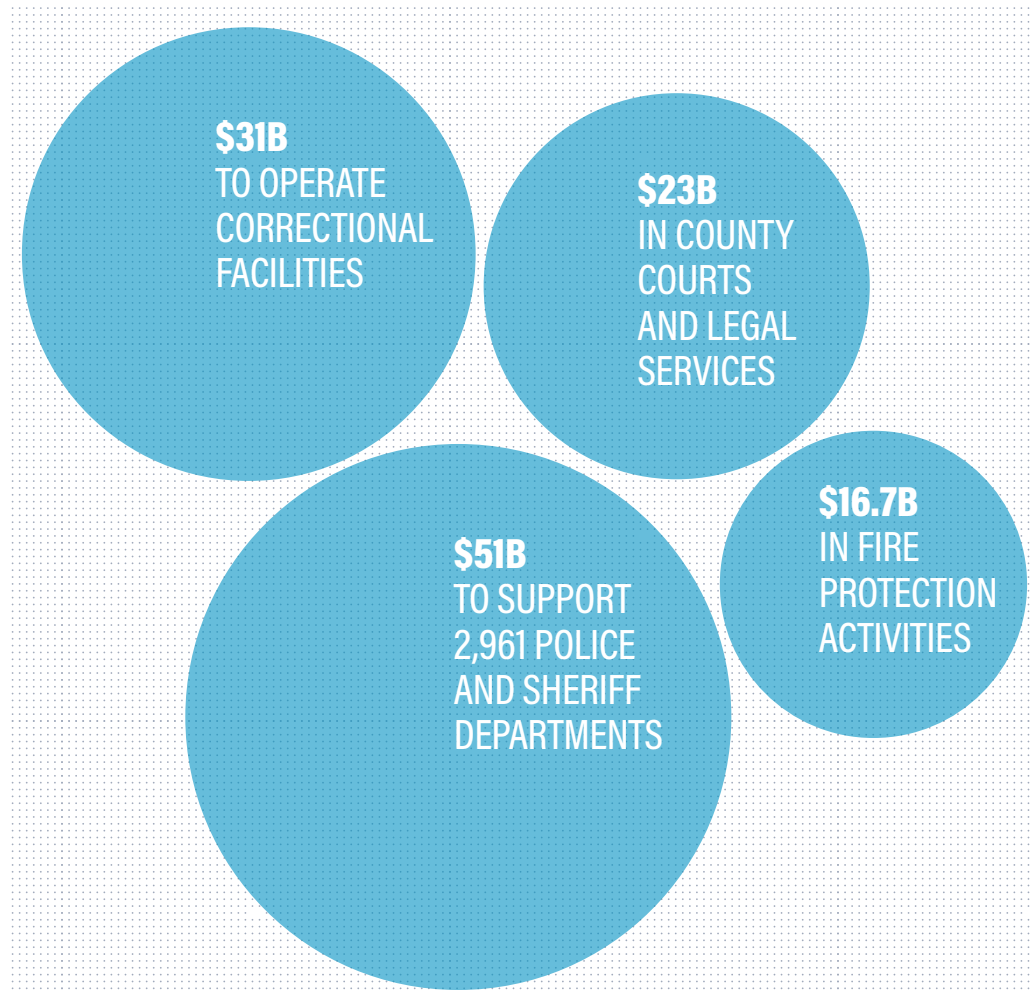 $31B
TO OPERATE
CORRECTIONAL
FACILITIES
$23B
IN COUNTY
COURTS
AND LEGAL
SERVICES
$51B
TO SUPPORT
2,961 POLICE
AND SHERIFF
DEPARTMENTS
$16.7B
IN FIRE
PROTECTION
ACTIVITIES